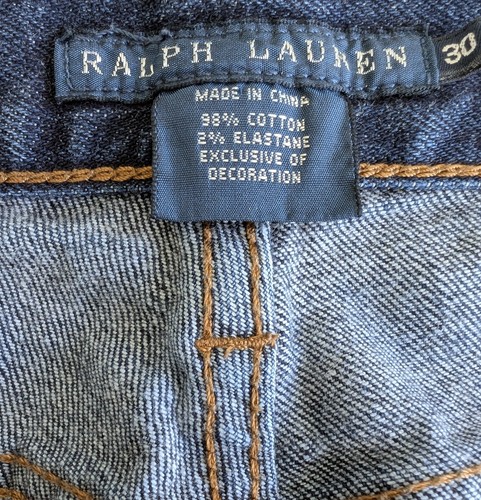 RALPH LAUREN
30
MADE IN CHINA
98% COTTON
2% ELASTANE
EXCLUSIVE OF
DECORATION